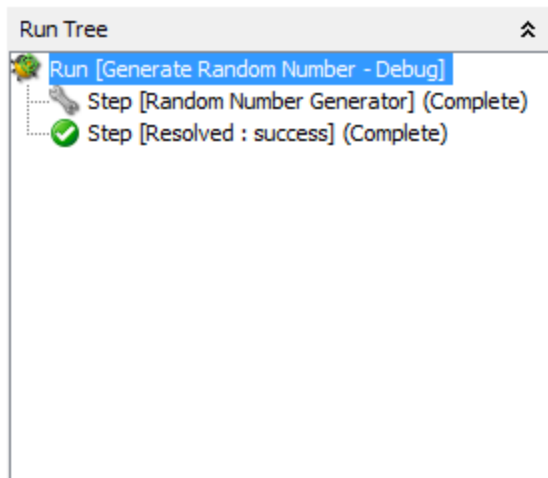 Run Tree
Run [Generate Random Number - Debug]
Step [Random Number Generator] (Complete)
Step [Resolved : success] (Complete)